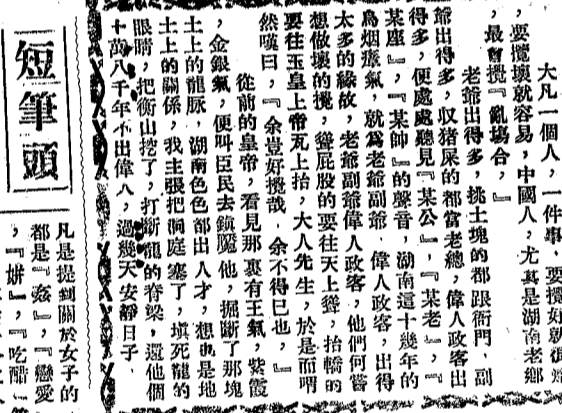 大凡一個人,一件事,要攪好就很
,要攪壞就容易,中國人,尤其是湖南老鄉
,最會攪『亂場合,』
老爺出得多,挑土塊的都跟衙門,副
爺出得多,収猪屎的都當老總,偉人政客出
得多,便處處聽見『某公』,『某老』,『
某座』,『某帥』的聲音,湖南這十幾年的
烏烟瘴氣,就為老爺副爺,偉人政客,出得
太多的緣故,老爺副爺偉人政客,他們何嘗
想做壞的攪,聳屁股的要往天上聳,抬轎的
要往玉皇上帝瓦上抬,大人先生,於是而喟
然嘆曰,『余豈好攪哉,余不得已也,』
從前的皇帝,看見那裏有王氣,紫霞
,金銀氣,便叫臣民去鎮魘他,掘斷了那塊
土上的龍脈,湖南色色都出人才,想也是地
土上的關係,我主張把洞庭塞了,塡死龍的
眼睛,把衡山挖了,打斷龍的脊梁,還他個
十萬八千年不出偉人,過幾天安靜日子,
短筆頭
凡是提到關於女子的
都是『姦』,『戀愛
,『姘』,『吃醋』